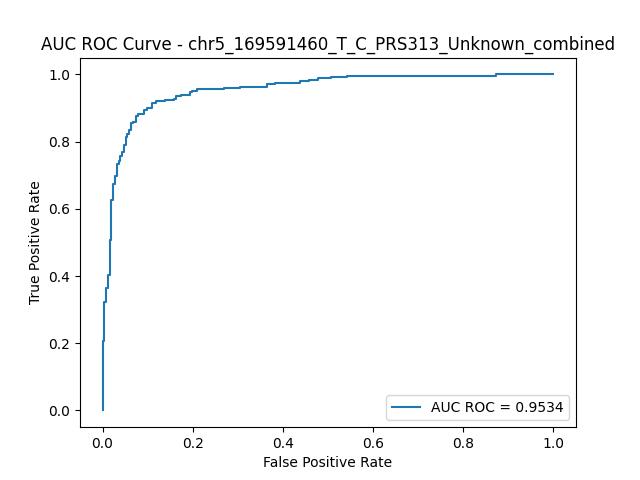 AUC ROC Curve - chr5_169591460_T_C_PRS313_Unknown_combined
1.0
0.8
0.6
0.4
0.2
0.0
True Positive Rate
AUC ROC = 0.9534
0.0 0.2 0.4 0.6 0.8 1.0
False Positive Rate